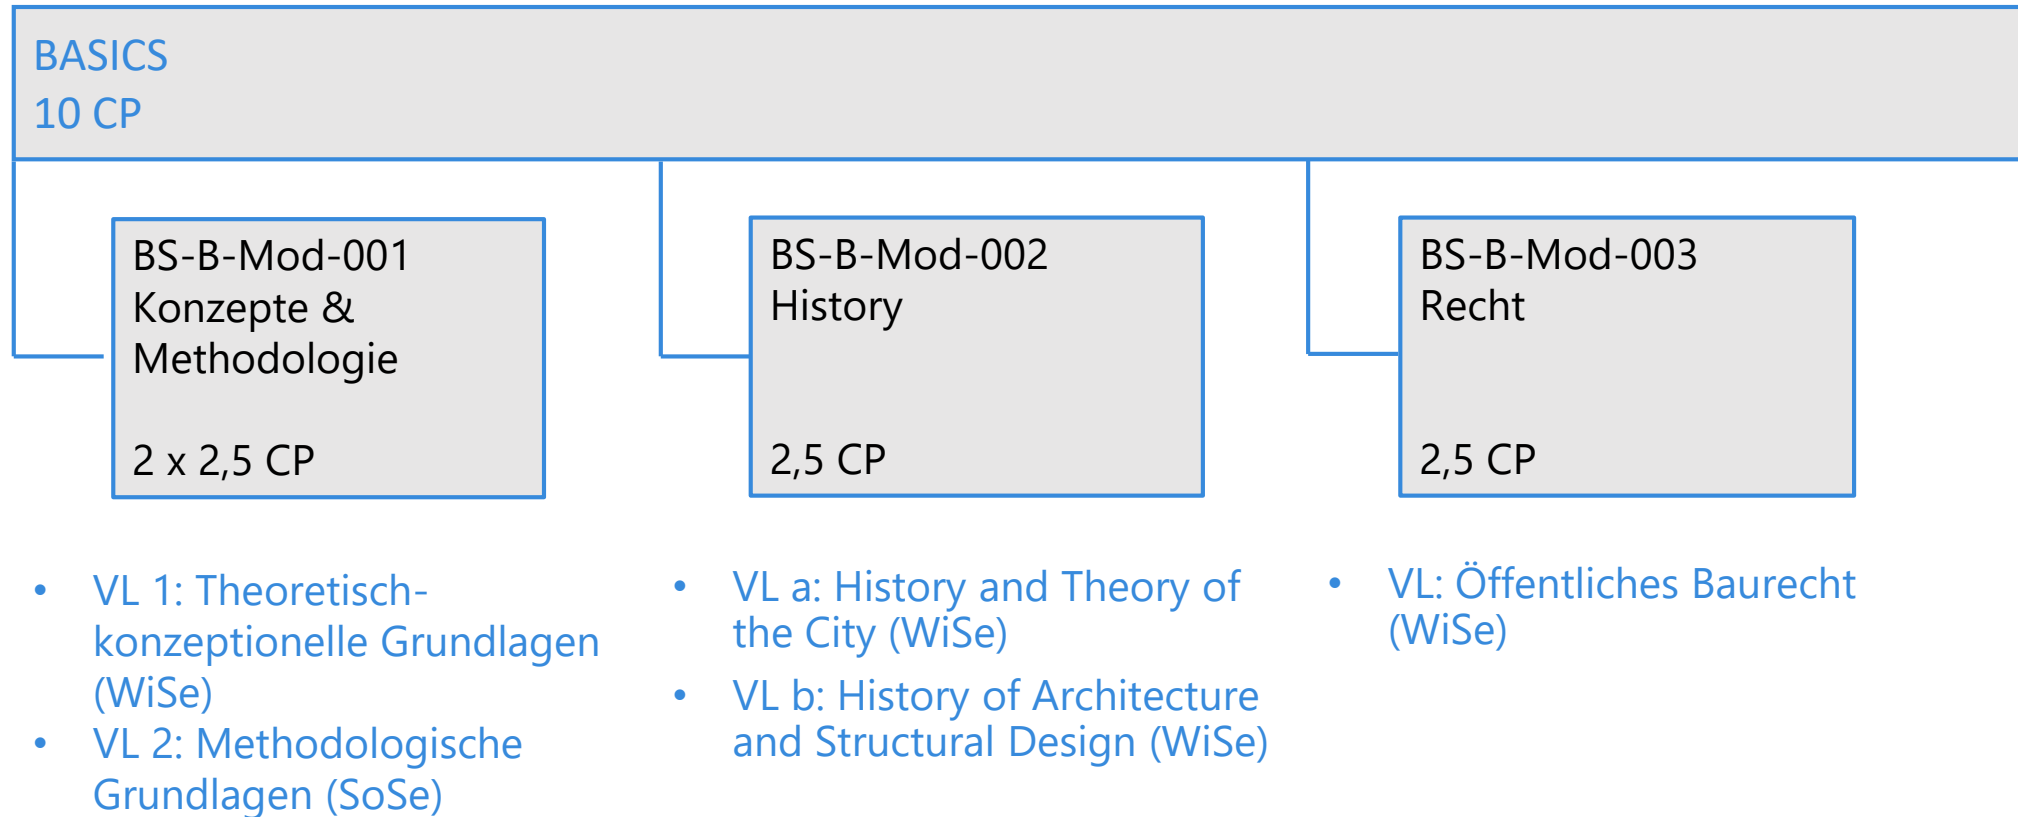 BASICS
10 CP
BS-B-Mod-001
Konzepte &
Methodologie
2 x 2,5 CP
BS-B-Mod-002
History
2,5 CP
BS-B-Mod-003
Recht
2,5 CP
• VL 1: Theoretisch-
konzeptionelle Grundlagen
(WiSe)
• VL 2: Methodologische
Grundlagen (SoSe)
• VL a: History and Theory of
the City (WiSe)
• VL b: History of Architecture
and Structural Design (WiSe)
• VL: Öffentliches Baurecht
(WiSe)